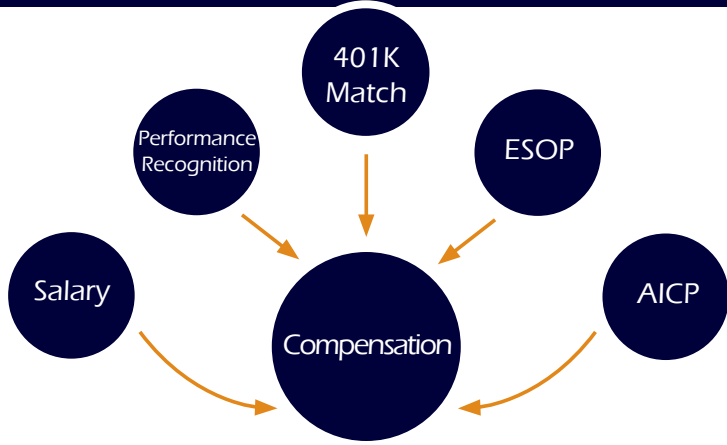 401K
Match
Performance
Recognition
ESOP
Salary
AICP
Compensation